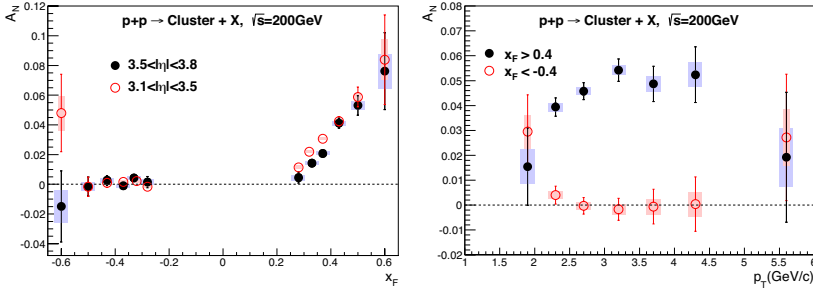 p+p → Cluster + X, √s=200GeV
A_N
0.12
0.1
0.08
0.06
0.04
0.02
0
-0.02
-0.04
3.5<|η|<3.8
3.1<|η|<3.5
-0.6 -0.4 -0.2 0 0.2 0.4 0.6
x_F
p+p → Cluster + X, √s=200GeV
A_N
0.08
0.07
0.06
0.05
0.04
0.03
0.02
0.01
0
-0.01
-0.02
x_F > 0.4
x_F < -0.4
1 1.5 2 2.5 3 3.5 4 4.5 5 5.5 6
p_T(GeV/c)